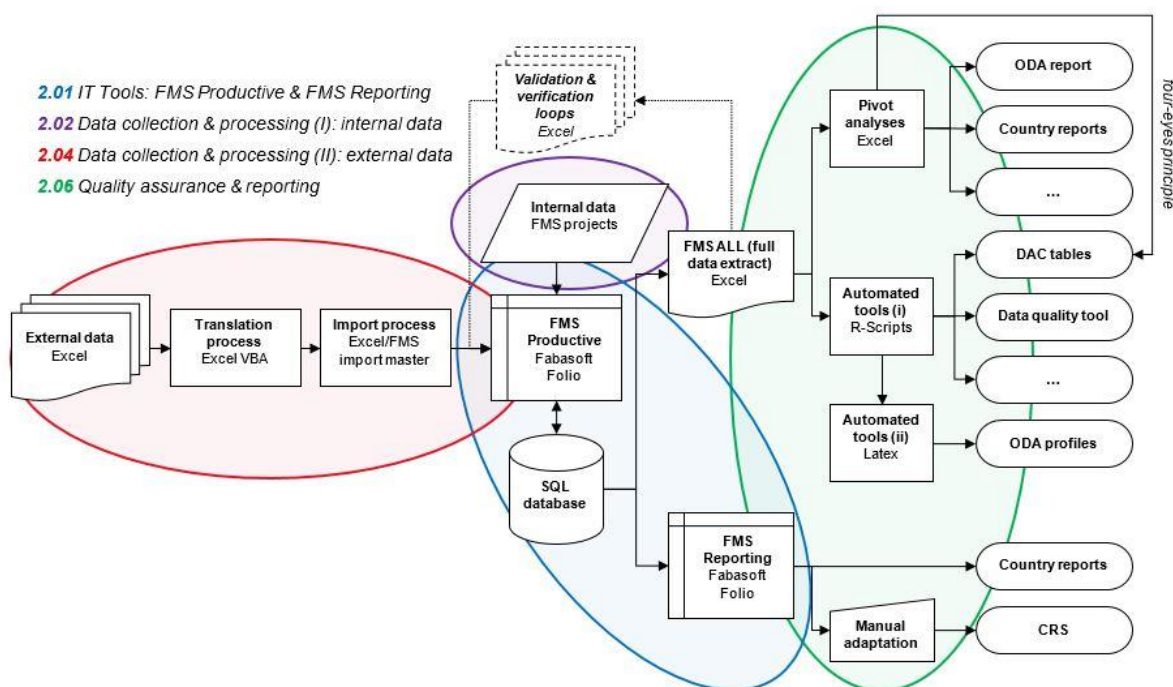 2.01 IT Tools: FMS Productive & FMS Reporting
2.02 Data collection & processing (I): internal data
2.04 Data collection & processing (II): external data
2.06 Quality assurance & reporting
Validation &
verification
loops
Excel
Internal data
FMS projects
External data
Excel
Translation
process
Excel VBA
Import process
Excel/FMS
import master
FMS
Productive
Fabasoft
Folio
SQL
database
FMS ALL (full
data extract)
Excel
FMS
Reporting
Fabasoft
Folio
Pivot
analyses
Excel
Automated
tools (i)
R-Scripts
Automated
tools (ii)
Latex
Manual
adaptation
ODA report
Country reports
...
DAC tables
Data quality tool
...
ODA profiles
Country reports
CRS
four-eyes principle